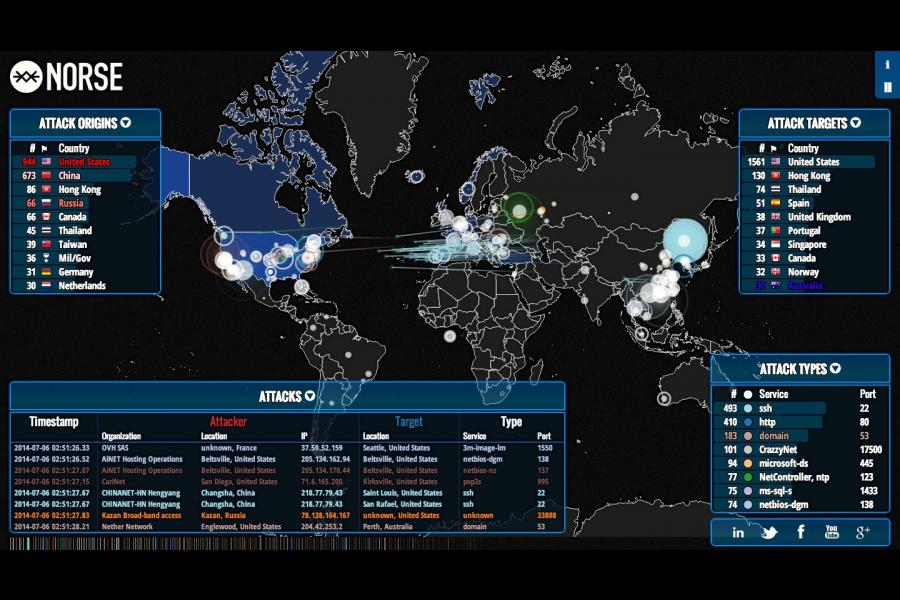 NORSE
i
ATTACK ORIGINS
# Country
944 United States
673 China
86 Hong Kong
66 Russia
66 Canada
45 Thailand
39 Taiwan
36 Mil/Gov
31 Germany
30 Netherlands
ATTACK TARGETS
# Country
1561 United States
130 Hong Kong
74 Thailand
51 Spain
38 United Kingdom
37 Portugal
34 Singapore
33 Canada
32 Norway
30 Australia
ATTACKS
Timestamp Attacker Target Type
Organization Location IP Location Service Port
2014-07-06 02:51:26.33 OVH SAS unknown, France 37.59.52.159 Seattle, United States 3m-image-lm 1550
2014-07-06 02:51:26.52 AiNET Hosting Operations Beltsville, United States 205.134.162.94 Beltsville, United States netbios-dgm 138
2014-07-06 02:51:27.07 AiNET Hosting Operations Beltsville, United States 205.134.170.44 Beltsville, United States netbios-ns 137
2014-07-06 02:51:27.15 CariNet San Diego, United States 71.6.165.200 Kirksville, United States pop3s 995
2014-07-06 02:51:27.67 CHINANET-HN Hengyang Changsha, China 218.77.79.43 Saint Louis, United States ssh 22
2014-07-06 02:51:27.67 CHINANET-HN Hengyang Changsha, China 218.77.79.43 San Rafael, United States ssh 22
2014-07-06 02:51:27.83 Kazan Broad-band access Kazan, Russia 78.138.164.167 unknown, United States unknown 33888
2014-07-06 02:51:28.21 Nether Network Englewood, United States 204.42.253.2 Perth, Australia domain 53
ATTACK TYPES
# Service Port
493 ssh 22
410 http 80
183 domain 53
101 CrazzyNet 17500
94 microsoft-ds 445
77 NetController, ntp 123
75 ms-sql-s 1433
74 netbios-dgm 138
in f You Tube g+